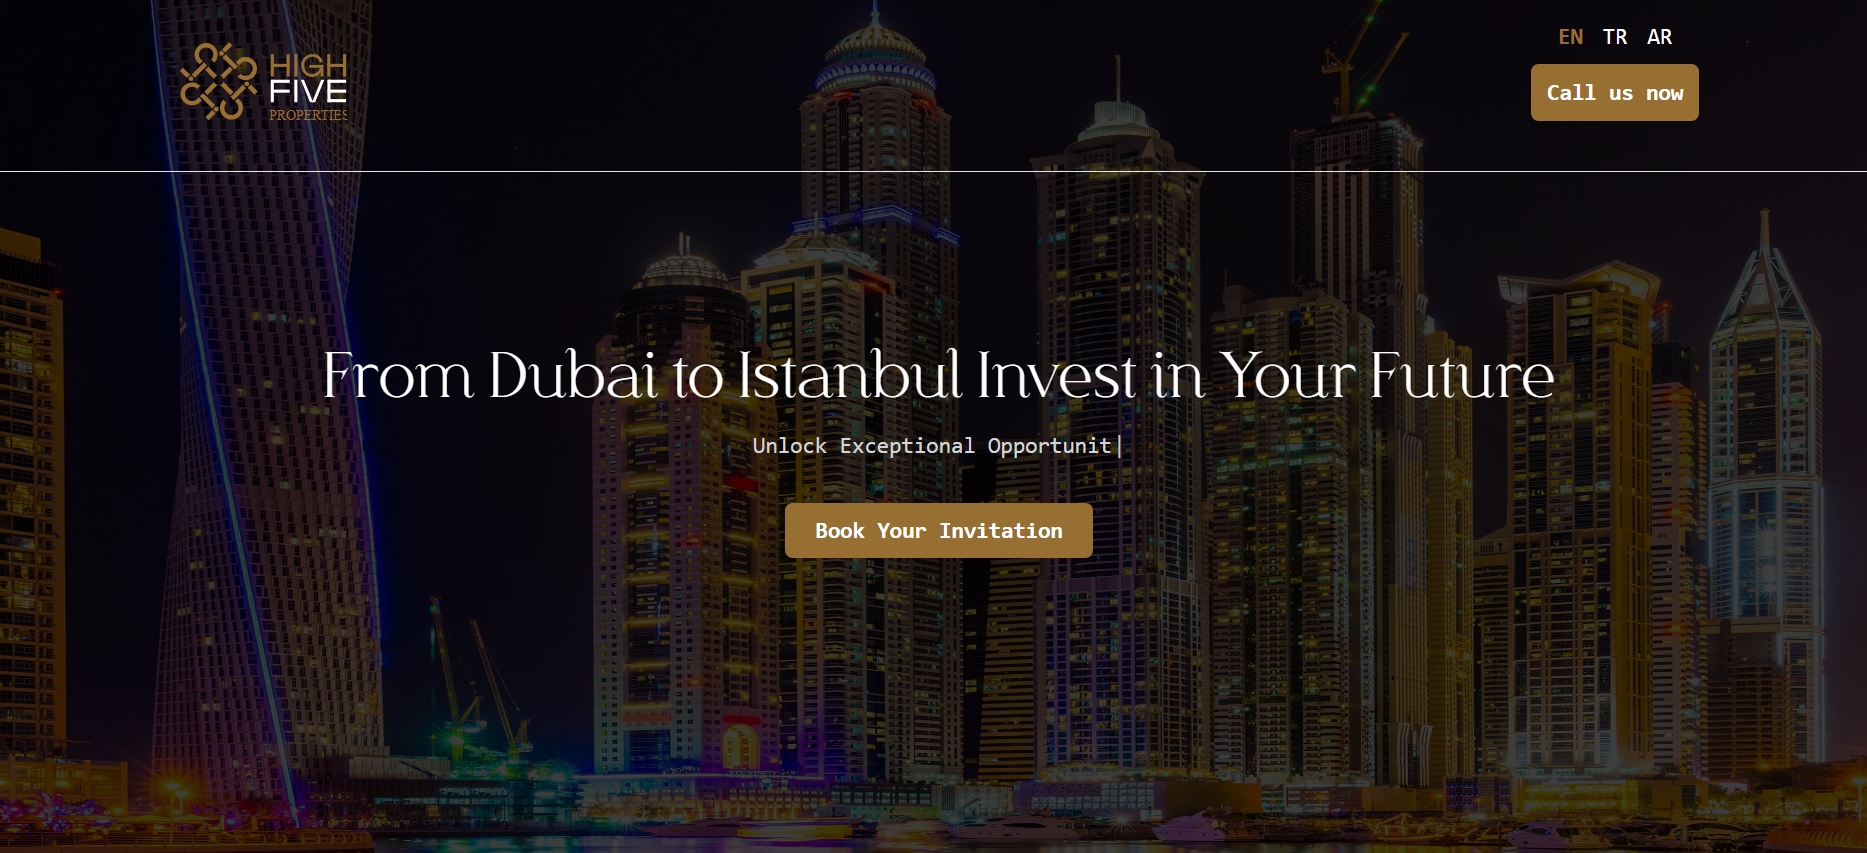 HIGH
FIVE
PROPERTIES
EN TR AR
Call us now
From Dubai to Istanbul Invest in Your Future
Unlock Exceptional Opportunit
Book Your Invitation